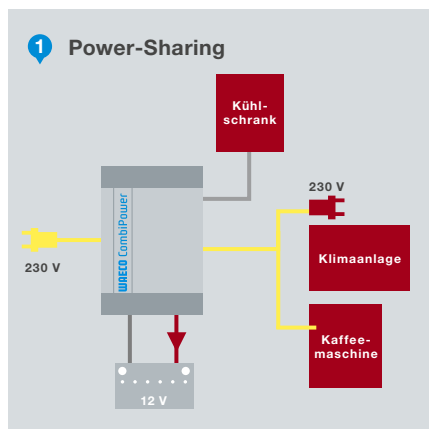 1 Power-Sharing
Kühl-
schrank
230 V
WAECO CombiPower
230 V
Klimaanlage
Kaffee-
maschine
12 V